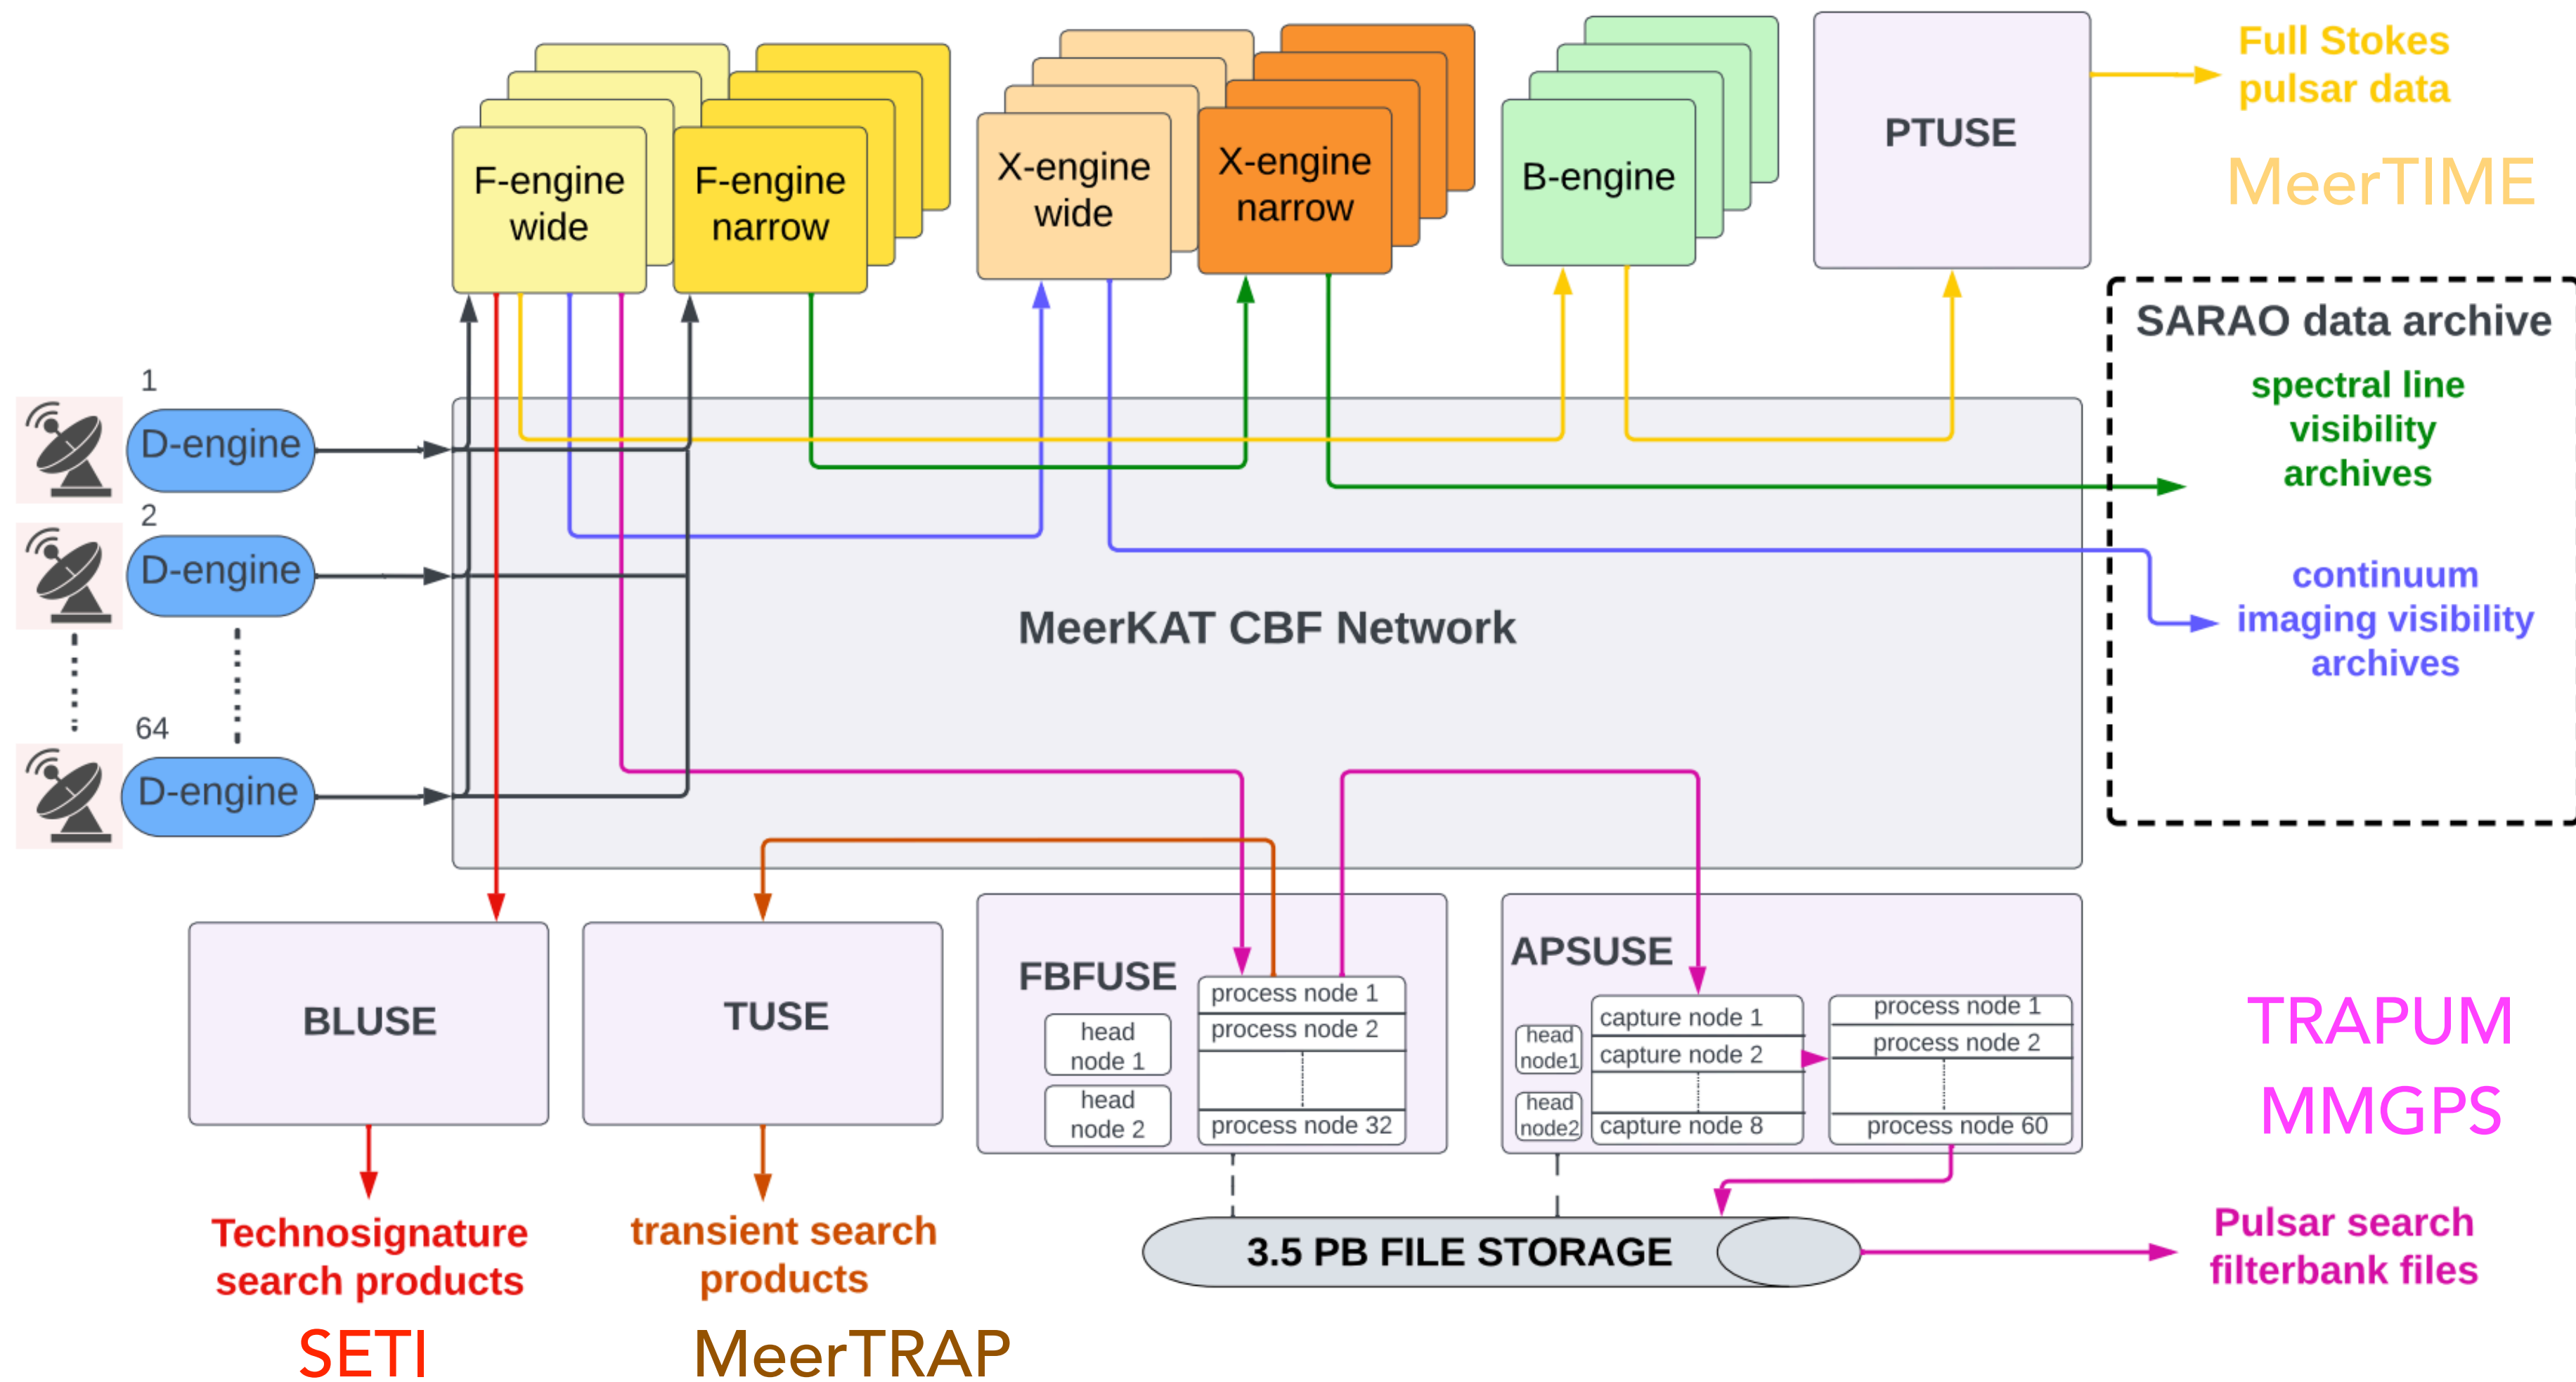 F-engine
wide
F-engine
narrow
X-engine
wide
X-engine
narrow
B-engine
PTUSE
Full Stokes
pulsar data
MeerTIME
SARAO data archive
spectral line
visibility
archives
continuum
imaging visibility
archives
1
D-engine
2
D-engine
64
D-engine
MeerKAT CBF Network
BLUSE
TUSE
FBFUSE
head
node 1
head
node 2
process node 1
process node 2
process node 32
APSUSE
head
node1
head
node2
capture node 1
capture node 2
capture node 8
process node 1
process node 2
process node 60
TRAPUM
MMGPS
Technosignature
search products
SETI
transient search
products
MeerTRAP
3.5 PB FILE STORAGE
Pulsar search
filterbank files